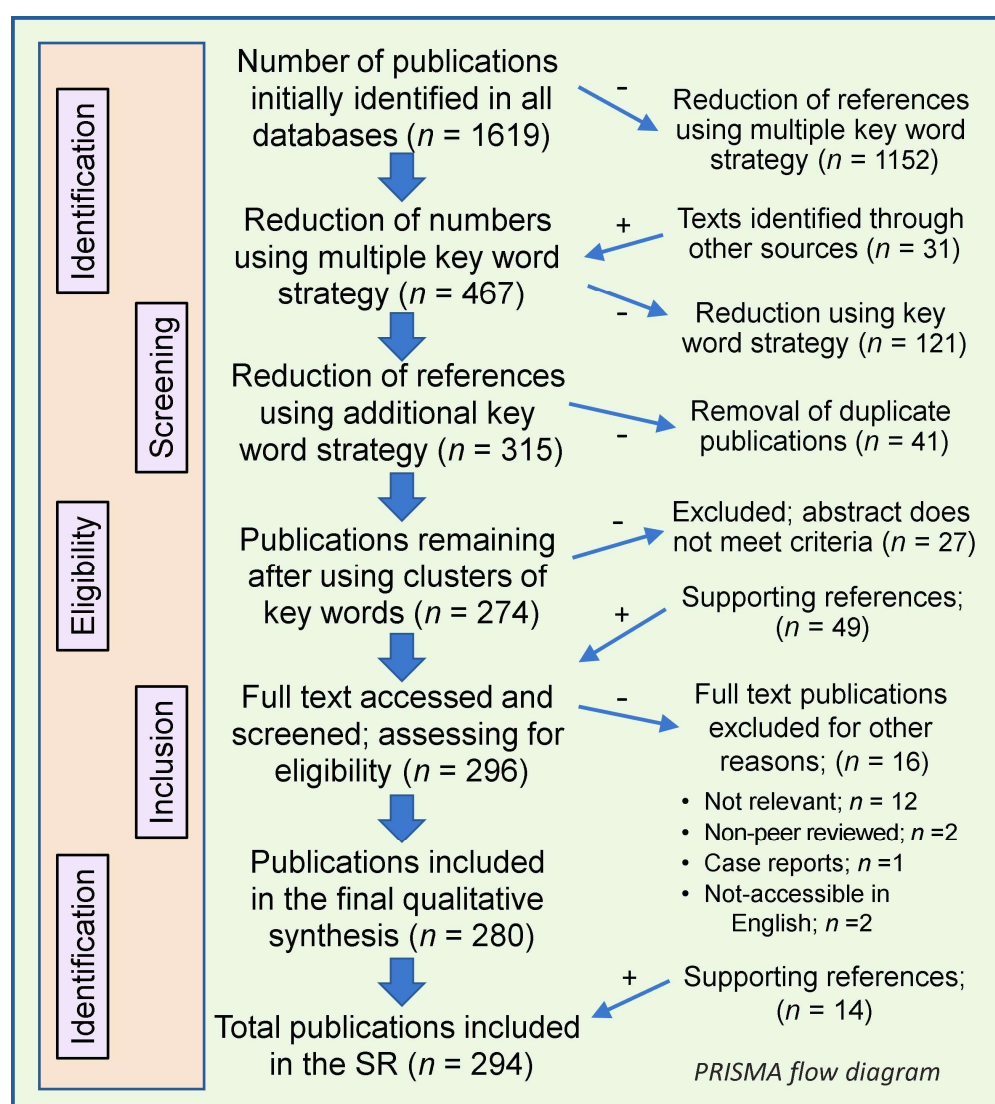 Identification
Screening
Eligibility
Inclusion
Identification
Number of publications
initially identified in all
databases (n = 1619)
-
Reduction of references
using multiple key word
strategy (n = 1152)
Reduction of numbers
using multiple key word
strategy (n = 467)
+
Texts identified through
other sources (n = 31)
-
Reduction using key
word strategy (n = 121)
Reduction of references
using additional key
word strategy (n = 315)
-
Removal of duplicate
publications (n = 41)
Publications remaining
after using clusters of
key words (n = 274)
-
Excluded; abstract does
not meet criteria (n = 27)
+
Supporting references;
(n = 49)
Full text accessed and
screened; assessing for
eligibility (n = 296)
-
Full text publications
excluded for other
reasons; (n = 16)
• Not relevant; n = 12
• Non-peer reviewed; n =2
• Case reports; n =1
• Not-accessible in
English; n =2
Publications included
in the final qualitative
synthesis (n = 280)
+
Supporting references;
(n = 14)
Total publications included
in the SR (n = 294)
PRISMA flow diagram